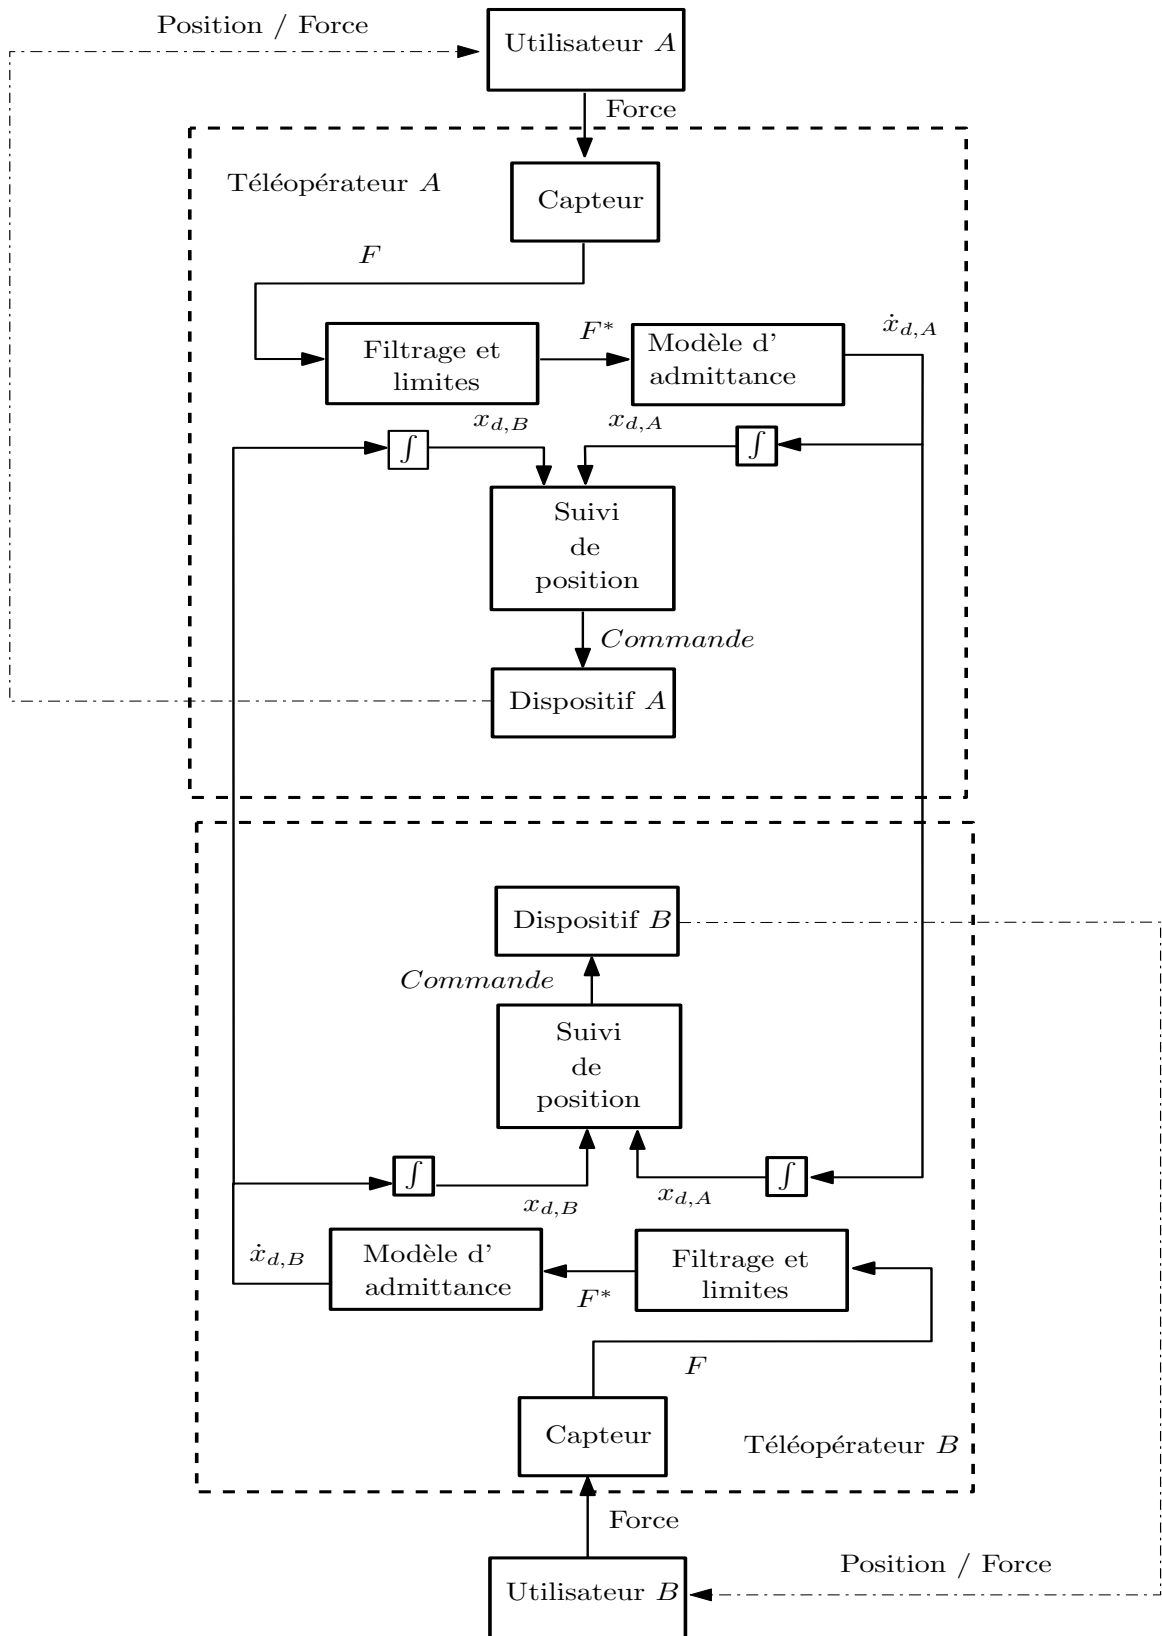 Position / Force
Utilisateur A
Force
Téléopérateur A
Capteur
F
F*
ẋ_{d,A}
Filtrage et
limites
Modèle d'
admittance
x_{d,B}
x_{d,A}
∫
∫
Suivi
de
position
Commande
Dispositif A
Dispositif B
Commande
Suivi
de
position
∫
∫
x_{d,B}
x_{d,A}
ẋ_{d,B}
Modèle d'
admittance
F*
Filtrage et
limites
F
Capteur
Téléopérateur B
Force
Position / Force
Utilisateur B